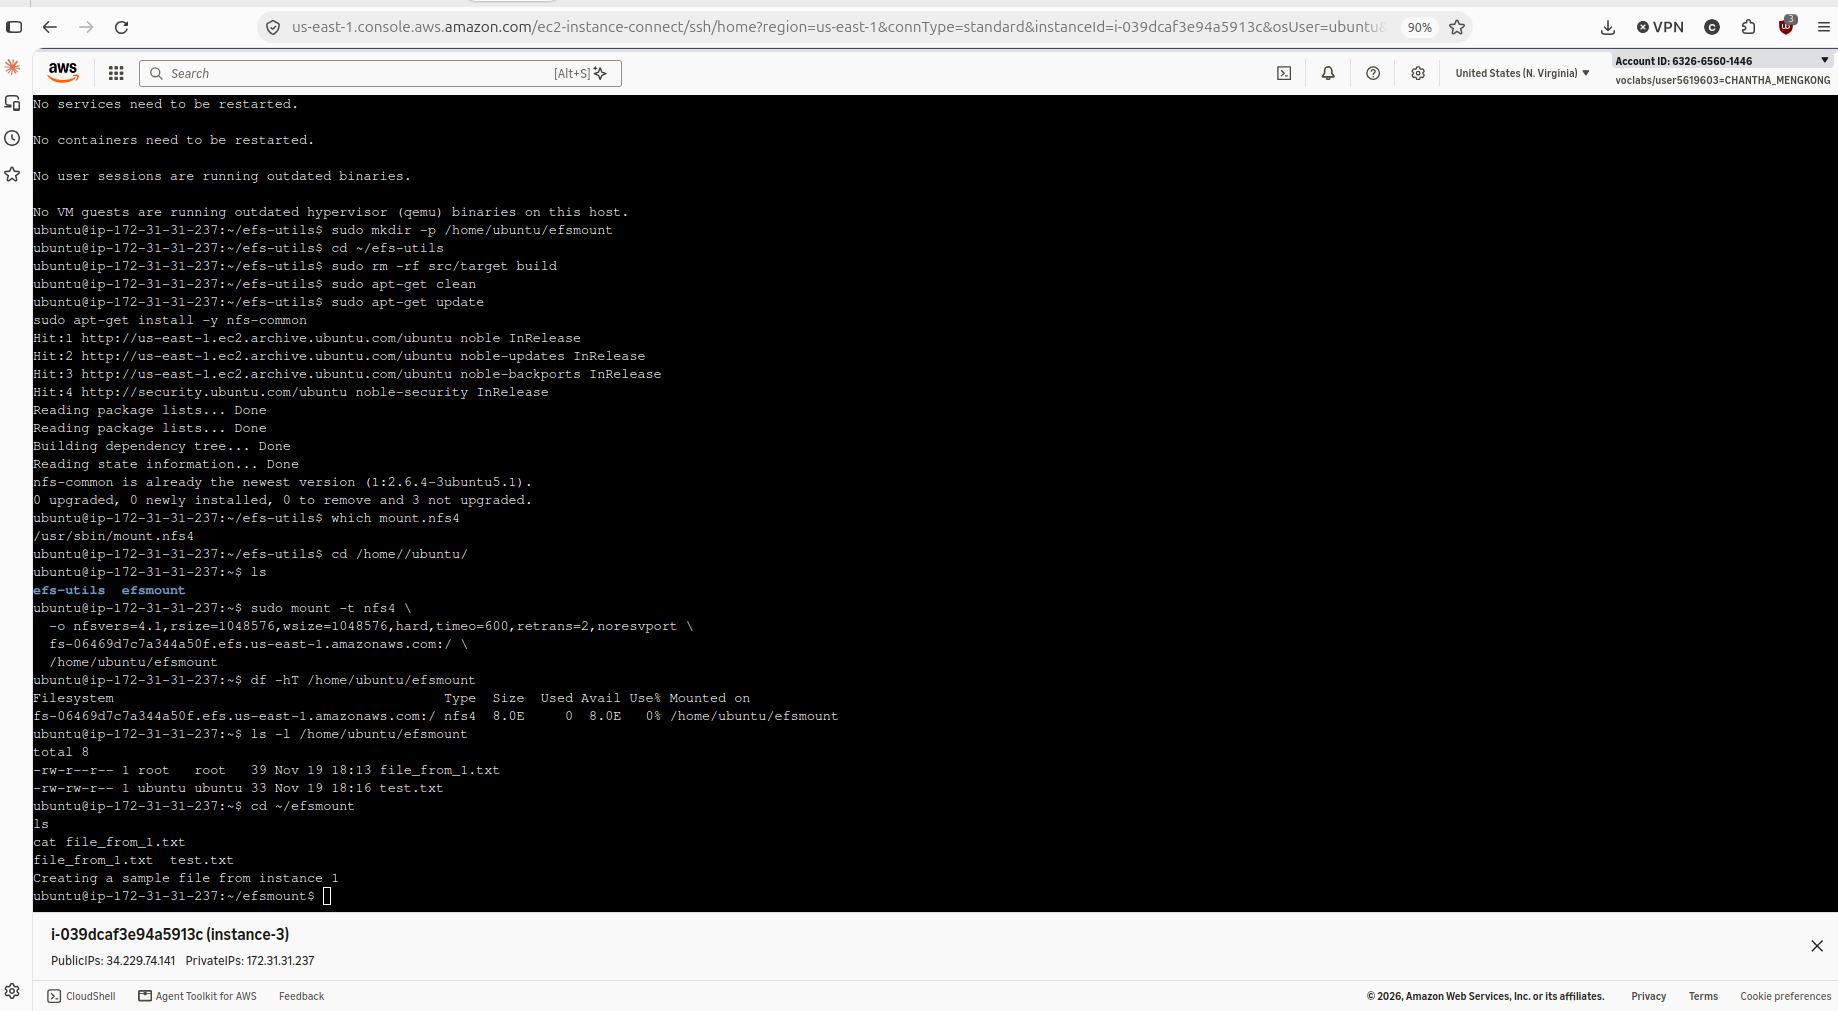 us-east-1.console.aws.amazon.com/ec2-instance-connect/ssh/home?region=us-east-1&connType=standard&instanceId=i-039dcaf3e94a5913c&osUser=ubuntu&
90%
VPN
C
3
aws
Search
[Alt+S]
United States (N. Virginia)
Account ID: 6326-6560-1446
voclabs/user5619603=CHANTHA_MENGKONG
No services need to be restarted.
No containers need to be restarted.
No user sessions are running outdated binaries.
No VM guests are running outdated hypervisor (qemu) binaries on this host.
ubuntu@ip-172-31-31-237:~/efs-utils$ sudo mkdir -p /home/ubuntu/efsmount
ubuntu@ip-172-31-31-237:~/efs-utils$ cd ~/efs-utils
ubuntu@ip-172-31-31-237:~/efs-utils$ sudo rm -rf src/target build
ubuntu@ip-172-31-31-237:~/efs-utils$ sudo apt-get clean
ubuntu@ip-172-31-31-237:~/efs-utils$ sudo apt-get update
sudo apt-get install -y nfs-common
Hit:1 http://us-east-1.ec2.archive.ubuntu.com/ubuntu noble InRelease
Hit:2 http://us-east-1.ec2.archive.ubuntu.com/ubuntu noble-updates InRelease
Hit:3 http://us-east-1.ec2.archive.ubuntu.com/ubuntu noble-backports InRelease
Hit:4 http://security.ubuntu.com/ubuntu noble-security InRelease
Reading package lists... Done
Reading package lists... Done
Building dependency tree... Done
Reading state information... Done
nfs-common is already the newest version (1:2.6.4-3ubuntu5.1).
0 upgraded, 0 newly installed, 0 to remove and 3 not upgraded.
ubuntu@ip-172-31-31-237:~/efs-utils$ which mount.nfs4
/usr/sbin/mount.nfs4
ubuntu@ip-172-31-31-237:~/efs-utils$ cd /home//ubuntu/
ubuntu@ip-172-31-31-237:~$ ls
efs-utils  efsmount
ubuntu@ip-172-31-31-237:~$ sudo mount -t nfs4 \
  -o nfsvers=4.1,rsize=1048576,wsize=1048576,hard,timeo=600,retrans=2,noresvport \
  fs-06469d7c7a344a50f.efs.us-east-1.amazonaws.com:/ \
  /home/ubuntu/efsmount
ubuntu@ip-172-31-31-237:~$ df -hT /home/ubuntu/efsmount
Filesystem                                         Type  Size  Used Avail Use% Mounted on
fs-06469d7c7a344a50f.efs.us-east-1.amazonaws.com:/ nfs4  8.0E     0  8.0E   0% /home/ubuntu/efsmount
ubuntu@ip-172-31-31-237:~$ ls -l /home/ubuntu/efsmount
total 8
-rw-r--r-- 1 root   root   39 Nov 19 18:13 file_from_1.txt
-rw-rw-r-- 1 ubuntu ubuntu 33 Nov 19 18:16 test.txt
ubuntu@ip-172-31-31-237:~$ cd ~/efsmount
ls
cat file_from_1.txt
file_from_1.txt  test.txt
Creating a sample file from instance 1
ubuntu@ip-172-31-31-237:~/efsmount$
i-039dcaf3e94a5913c (instance-3)
PublicIPs: 34.229.74.141 PrivateIPs: 172.31.31.237
CloudShell Agent Toolkit for AWS Feedback
© 2026, Amazon Web Services, Inc. or its affiliates. Privacy Terms Cookie preferences